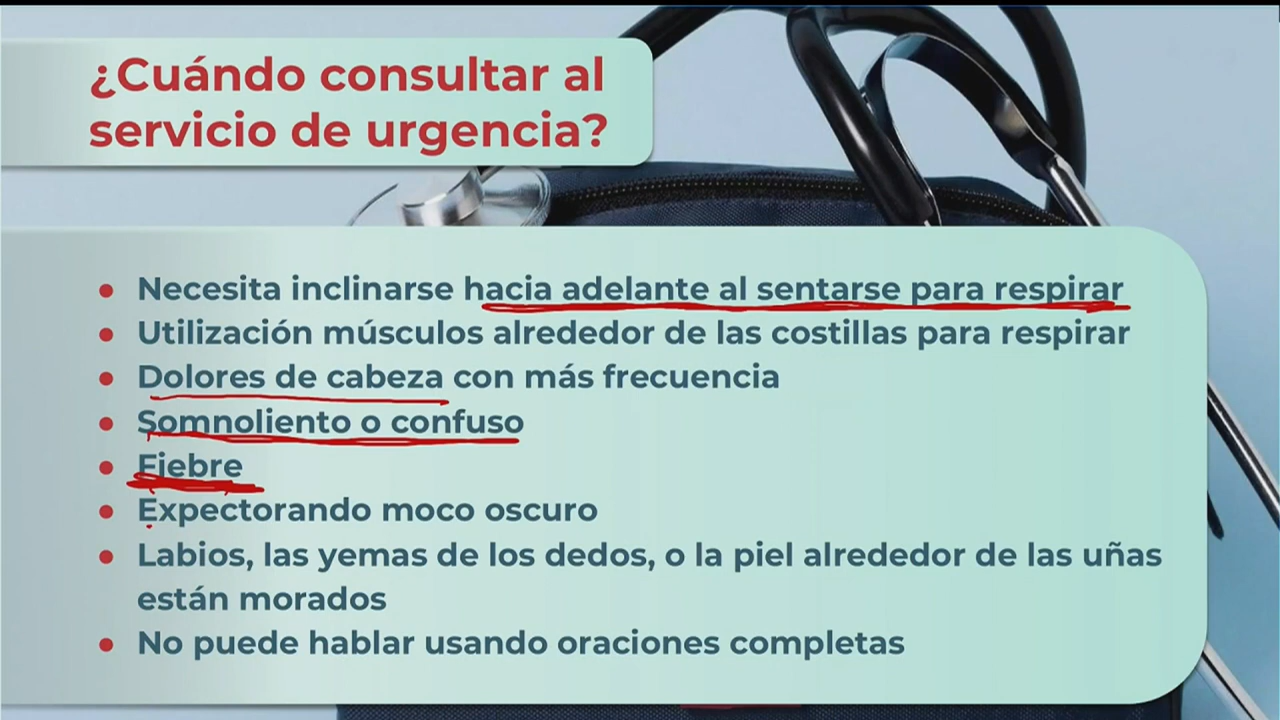 ¿Cuándo consultar al
servicio de urgencia?
• Necesita inclinarse hacia adelante al sentarse para respirar
• Utilización músculos alrededor de las costillas para respirar
• Dolores de cabeza con más frecuencia
• Somnoliento o confuso
• Fiebre
• Expectorando moco oscuro
• Labios, las yemas de los dedos, o la piel alrededor de las uñas
están morados
• No puede hablar usando oraciones completas